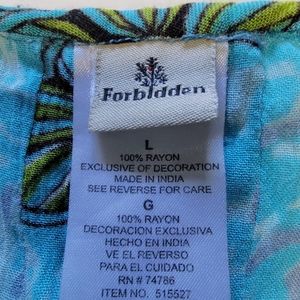 Forbidden
L
100% RAYON
EXCLUSIVE OF DECORATION
MADE IN INDIA
SEE REVERSE FOR CARE
G
100% RAYON
DECORACION EXCLUSIVA
HECHO EN INDIA
VE EL REVERSO
PARA EL CUIDADO
RN # 74786
ITEM NO. 515527